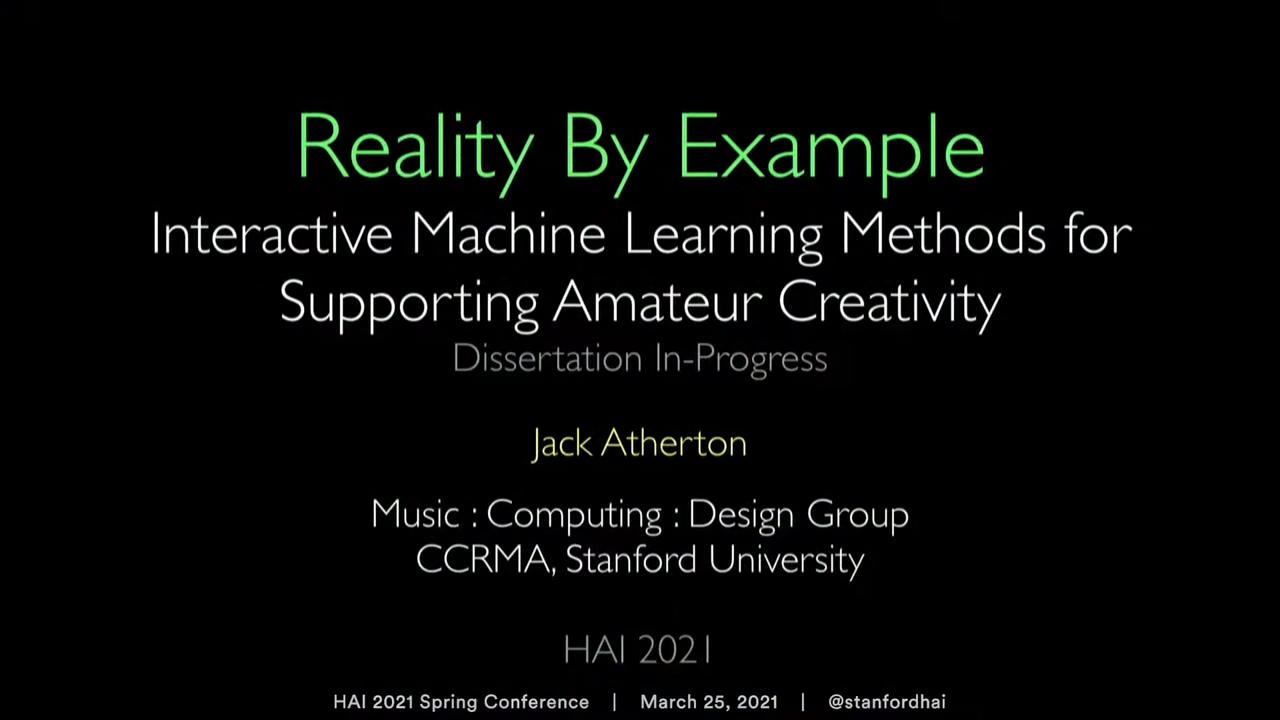 Reality By Example
Interactive Machine Learning Methods for
Supporting Amateur Creativity
Dissertation In-Progress
Jack Atherton
Music : Computing : Design Group
CCRMA, Stanford University
HAI 2021
HAI 2021 Spring Conference | March 25, 2021 | @stanfordhai